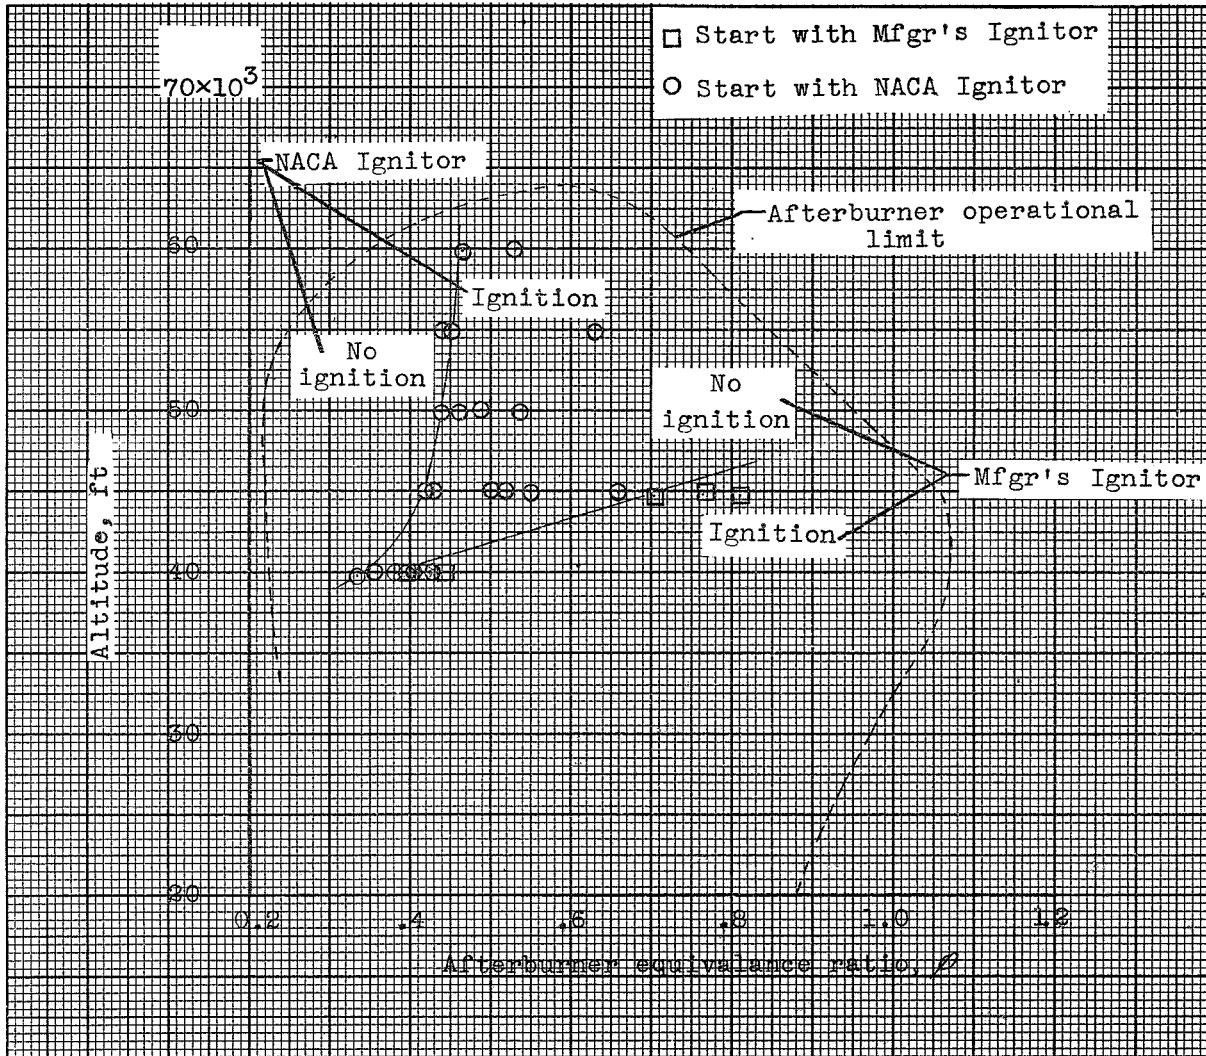 □ Start with Mfgr's Ignitor
○ Start with NACA Ignitor
70×10³
NACA Ignitor
Afterburner operational
limit
60
Ignition
No
ignition
No
ignition
50
Mfgr's Ignitor
Ignition
Altitude, ft
40
30
20
0.2 .4 .6 .8 1.0 1.2
Afterburner equivalance ratio, φ